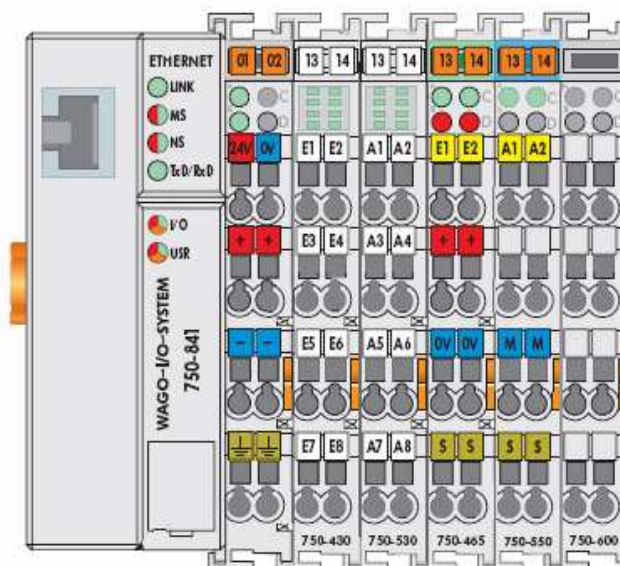 ETHERNET
LINK
MS
NS
TxD/RxD
I/O
USR
WAGO-I/O-SYSTEM
750-841
01 02
13 14
13 14
13 14
13 14
C
D
C
D
C
D
C
D
24V 0V
E1 E2
A1 A2
E1 E2
A1 A2
+ +
E3 E4
A3 A4
+ +
- -
E5 E6
A5 A6
0V 0V
M M
E7 E8
A7 A8
S S
S S
750-430
750-530
750-465
750-550
750-600